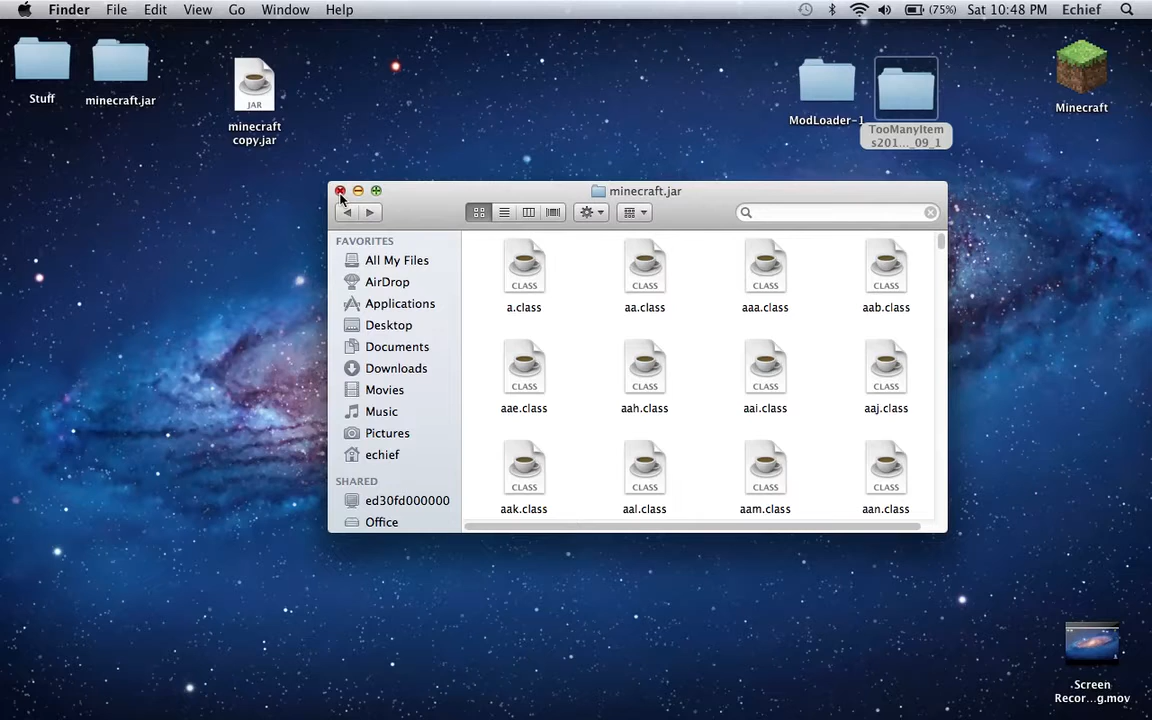 Finder File Edit View Go Window Help (75%) Sat 10:48 PM Echief
Stuff
minecraft.jar
JAR
minecraft
copy.jar
ModLoader-1
TooManyItem
s201..._09_1
Minecraft
minecraft.jar
FAVORITES
All My Files
AirDrop
Applications
Desktop
Documents
Downloads
Movies
Music
Pictures
echief
SHARED
ed30fd000000
Office
CLASS CLASS CLASS CLASS
a.class aa.class aaa.class aab.class
CLASS CLASS CLASS CLASS
aae.class aah.class aai.class aaj.class
CLASS CLASS CLASS CLASS
aak.class aal.class aam.class aan.class
Screen
Recor...g.mov